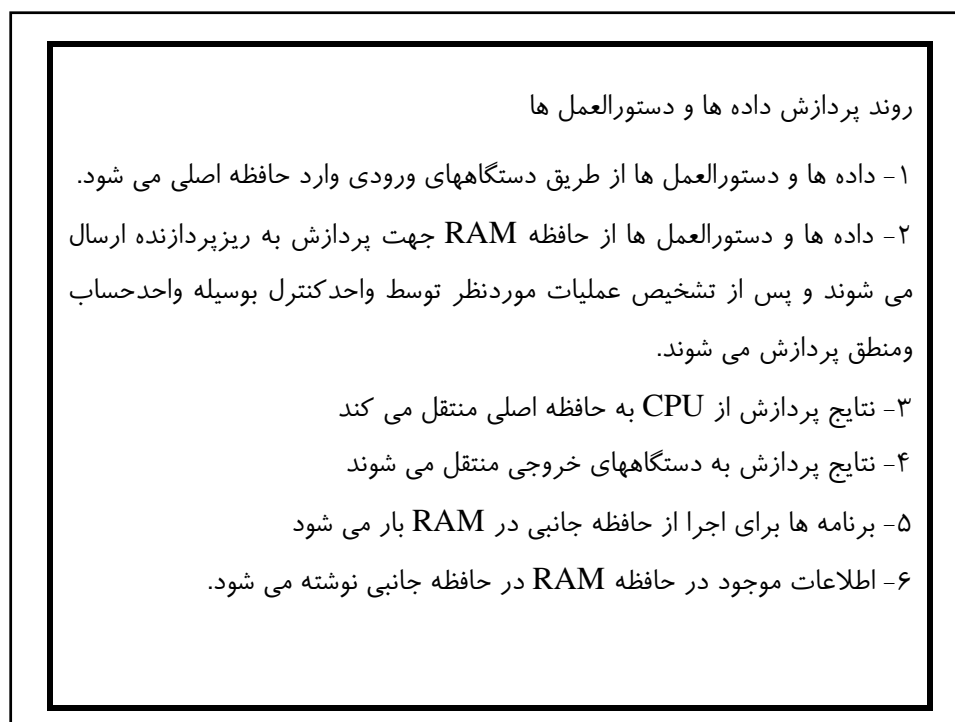 روند پردازش داده ها و دستورالعمل ها
۱- داده ها و دستورالعمل ها از طریق دستگاههای ورودی وارد حافظه اصلی می شود.
۲- داده ها و دستورالعمل ها از حافظه RAM جهت پردازش به ریزپردازنده ارسال
می شوند و پس از تشخیص عملیات موردنظر توسط واحدکنترل بوسیله واحدحساب
ومنطق پردازش می شوند.
۳- نتایج پردازش از CPU به حافظه اصلی منتقل می کند
۴- نتایج پردازش به دستگاههای خروجی منتقل می شوند
۵- برنامه ها برای اجرا از حافظه جانبی در RAM بار می شود
۶- اطلاعات موجود در حافظه RAM در حافظه جانبی نوشته می شود.